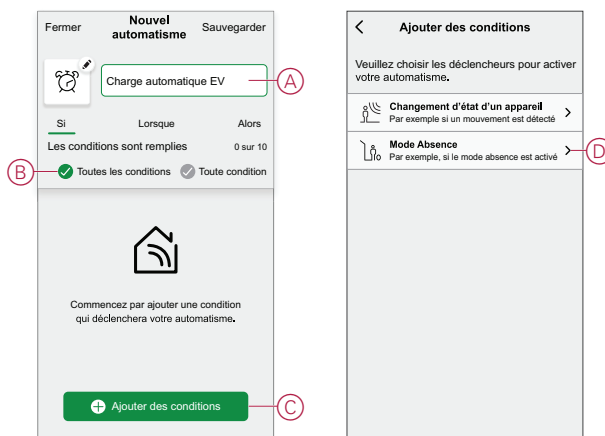 Fermer
Nouvel
automatisme
Sauvegarder
Charge automatique EV
A
Si
Lorsque
Alors
Les conditions sont remplies
0 sur 10
B
Toutes les conditions
Toute condition
Commencez par ajouter une condition
qui déclenchera votre automatisme.
Ajouter des conditions
C
Ajouter des conditions
Veuillez choisir les déclencheurs pour activer
votre automatisme.
Changement d'état d'un appareil
Par exemple si un mouvement est détecté
Mode Absence
Par exemple, si le mode absence est activé
D